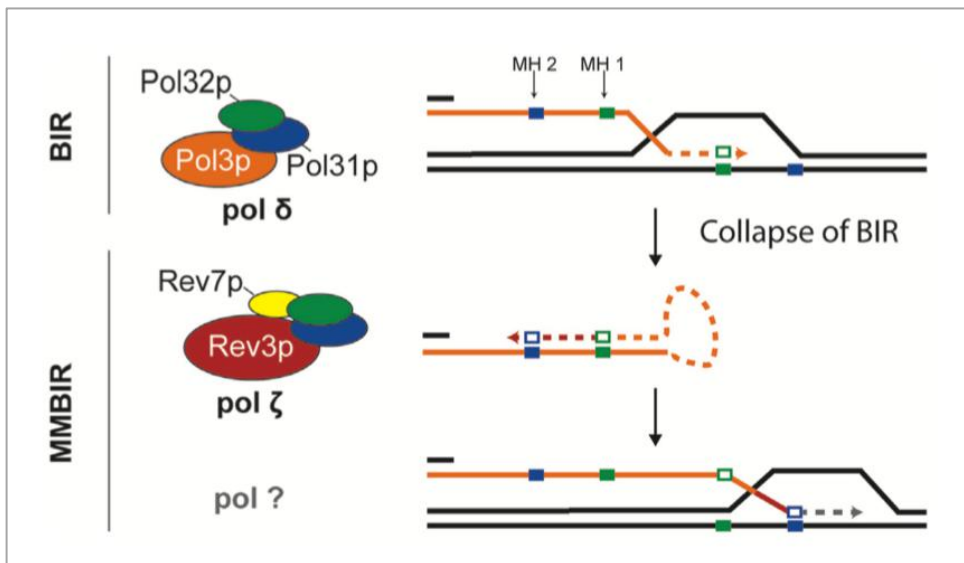 BIR
Pol32p
Pol3p
Pol31p
pol δ
MH 2
MH 1
Collapse of BIR
MMBIR
Rev7p
Rev3p
pol ζ
pol ?